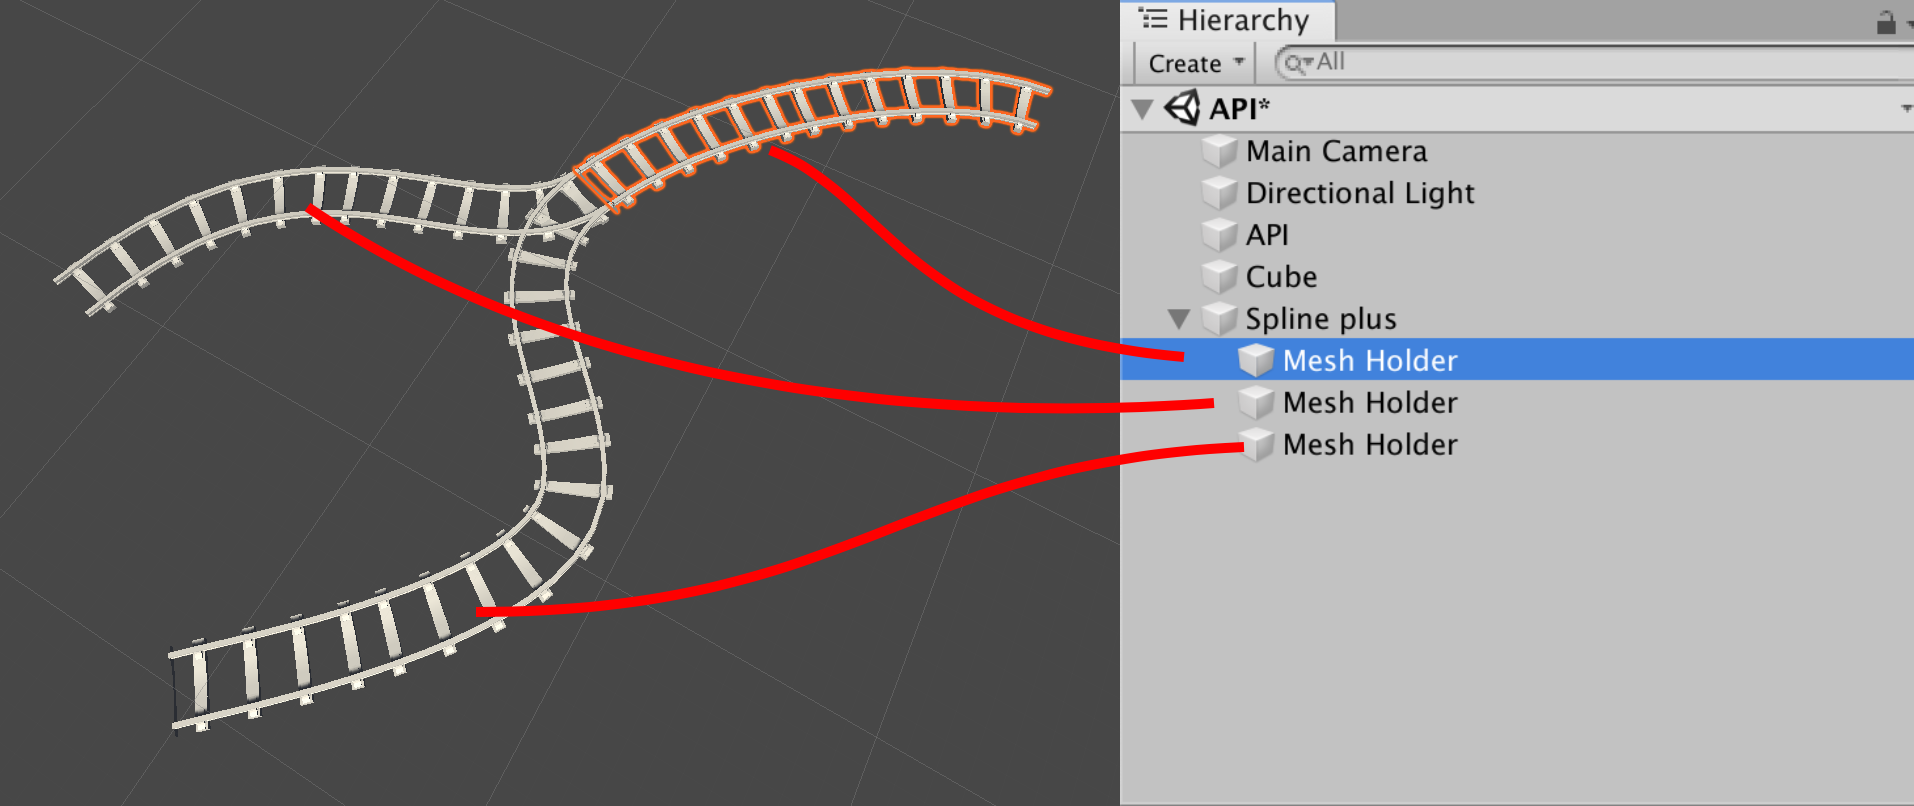 Hierarchy
Create All
API*
Main Camera
Directional Light
API
Cube
Spline plus
Mesh Holder
Mesh Holder
Mesh Holder